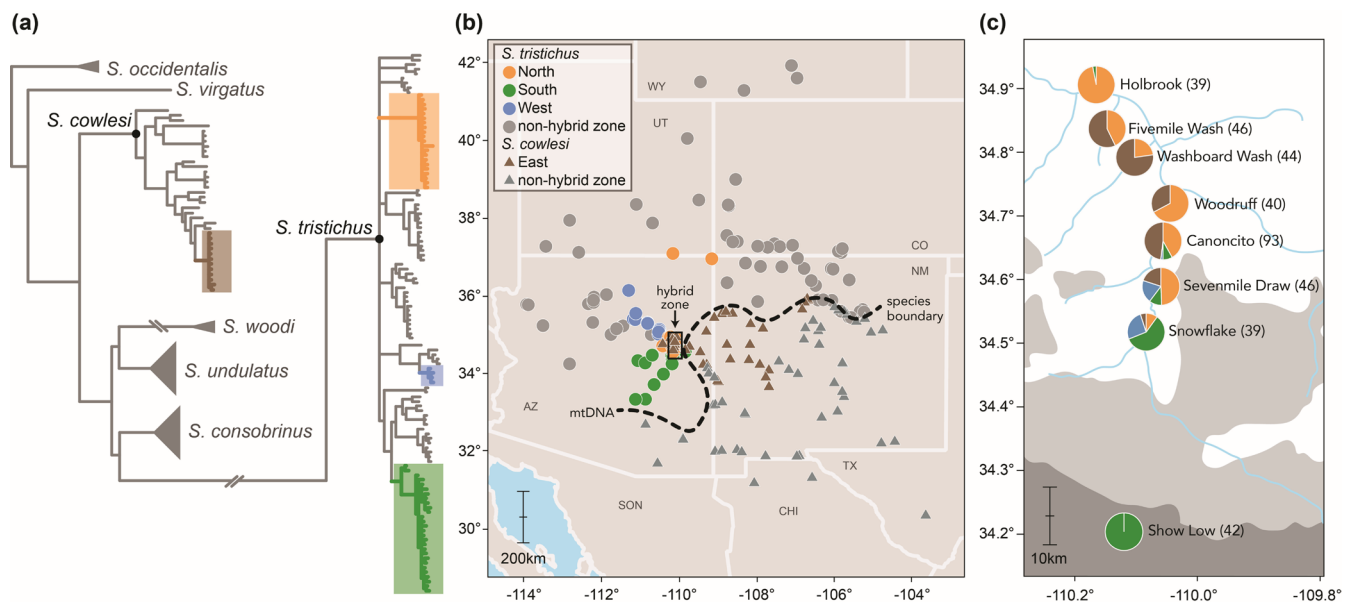 (a)
S. occidentalis
S. virgatus
S. cowlesi
S. tristichus
S. woodi
S. undulatus
S. consobrinus
(b)
S. tristichus
North
South
West
non-hybrid zone
S. cowlesi
East
non-hybrid zone
WY
UT
CO
NM
AZ
TX
SON
CHI
hybrid
zone
species
boundary
mtDNA
200km
42°
40°
38°
36°
34°
32°
30°
-114°
-112°
-110°
-108°
-106°
-104°
(c)
Holbrook (39)
Fivemile Wash (46)
Washboard Wash (44)
Woodruff (40)
Canoncito (93)
Sevenmile Draw (46)
Snowflake (39)
Show Low (42)
34.9°
34.8°
34.7°
34.6°
34.5°
34.4°
34.3°
34.2°
10km
-110.2°
-110.0°
-109.8°